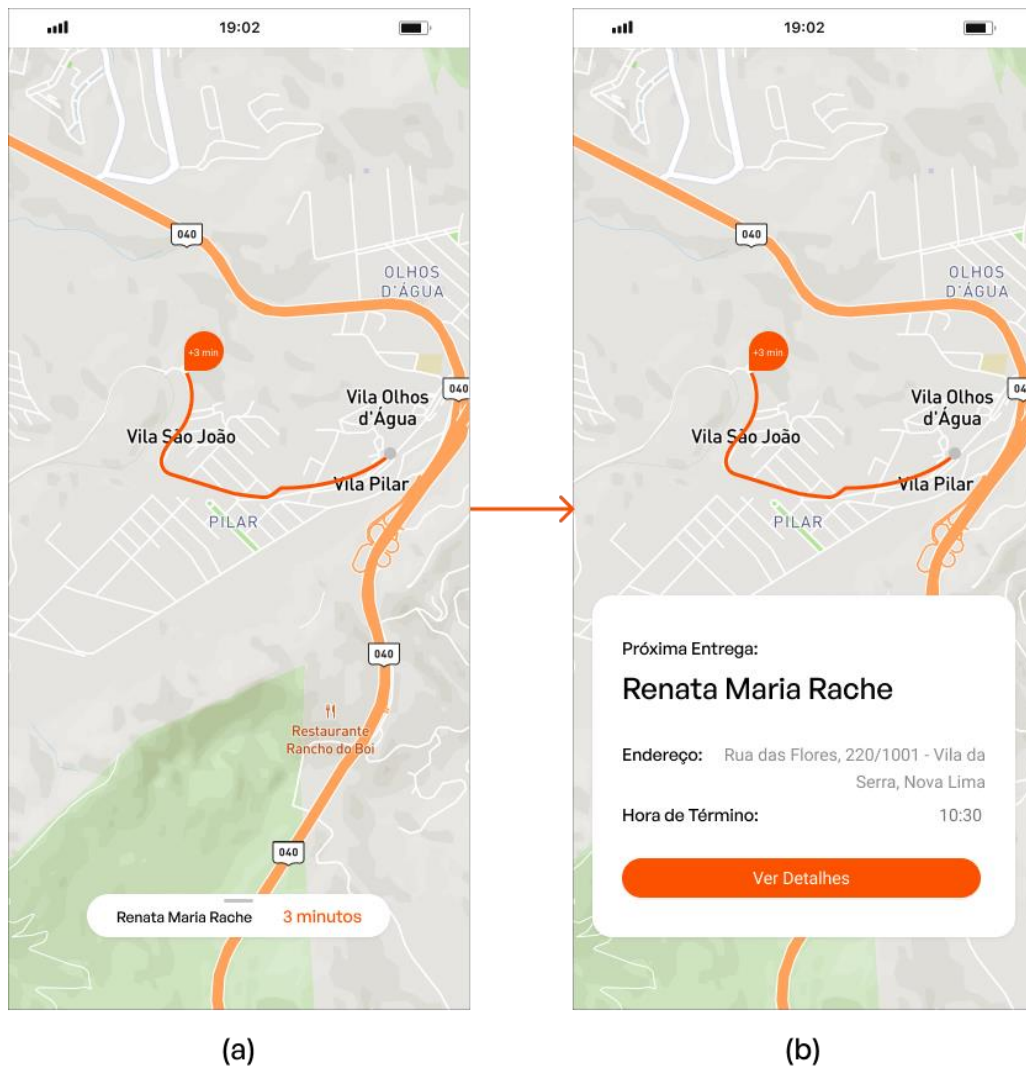 19:02
040
OLHOS
D'ÁGUA
+3 min
040
Vila Olhos
d'Água
Vila São João
Vila Pilar
PILAR
040
Restaurante
Rancho do Boi
040
Renata Maria Rache 3 minutos
(a)
19:02
040
OLHOS
D'ÁGUA
+3 min
04
Vila Olhos
d'Água
Vila São João
Vila Pilar
PILAR
Próxima Entrega:
Renata Maria Rache
Endereço: Rua das Flores, 220/1001 - Vila da
Serra, Nova Lima
Hora de Término: 10:30
Ver Detalhes
(b)